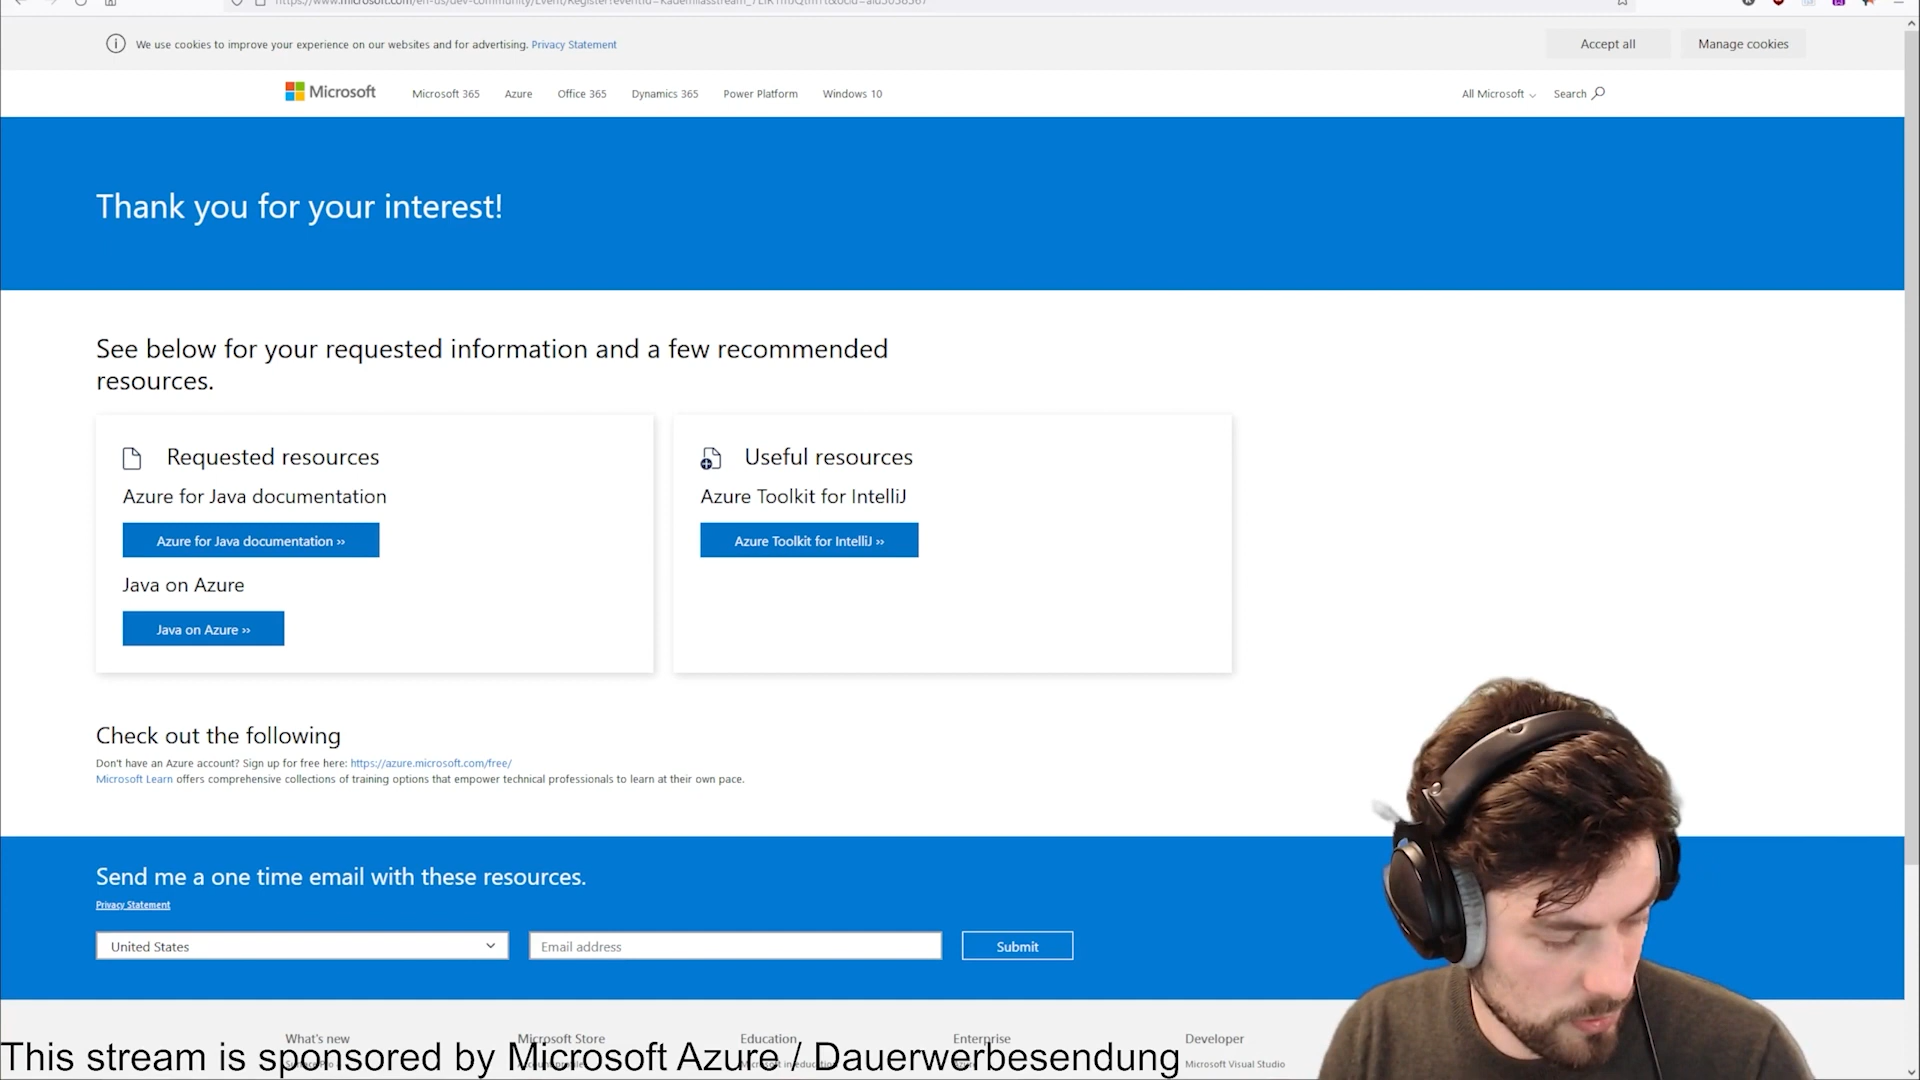 We use cookies to improve your experience on our websites and for advertising. Privacy Statement
Accept all
Manage cookies
Microsoft
Microsoft 365
Azure
Office 365
Dynamics 365
Power Platform
Windows 10
All Microsoft
Search
Thank you for your interest!
See below for your requested information and a few recommended
resources.
Requested resources
Azure for Java documentation
Azure for Java documentation ››
Java on Azure
Java on Azure ››
Useful resources
Azure Toolkit for IntelliJ
Azure Toolkit for IntelliJ ››
Check out the following
Don't have an Azure account? Sign up for free here: https://azure.microsoft.com/free/
Microsoft Learn offers comprehensive collections of training options that empower technical professionals to learn at their own pace.
Send me a one time email with these resources.
Privacy Statement
United States
Email address
Submit
What's new
Microsoft Store
Education
Enterprise
Developer
Microsoft Visual Studio
This stream is sponsored by Microsoft Azure / Dauerwerbesendung